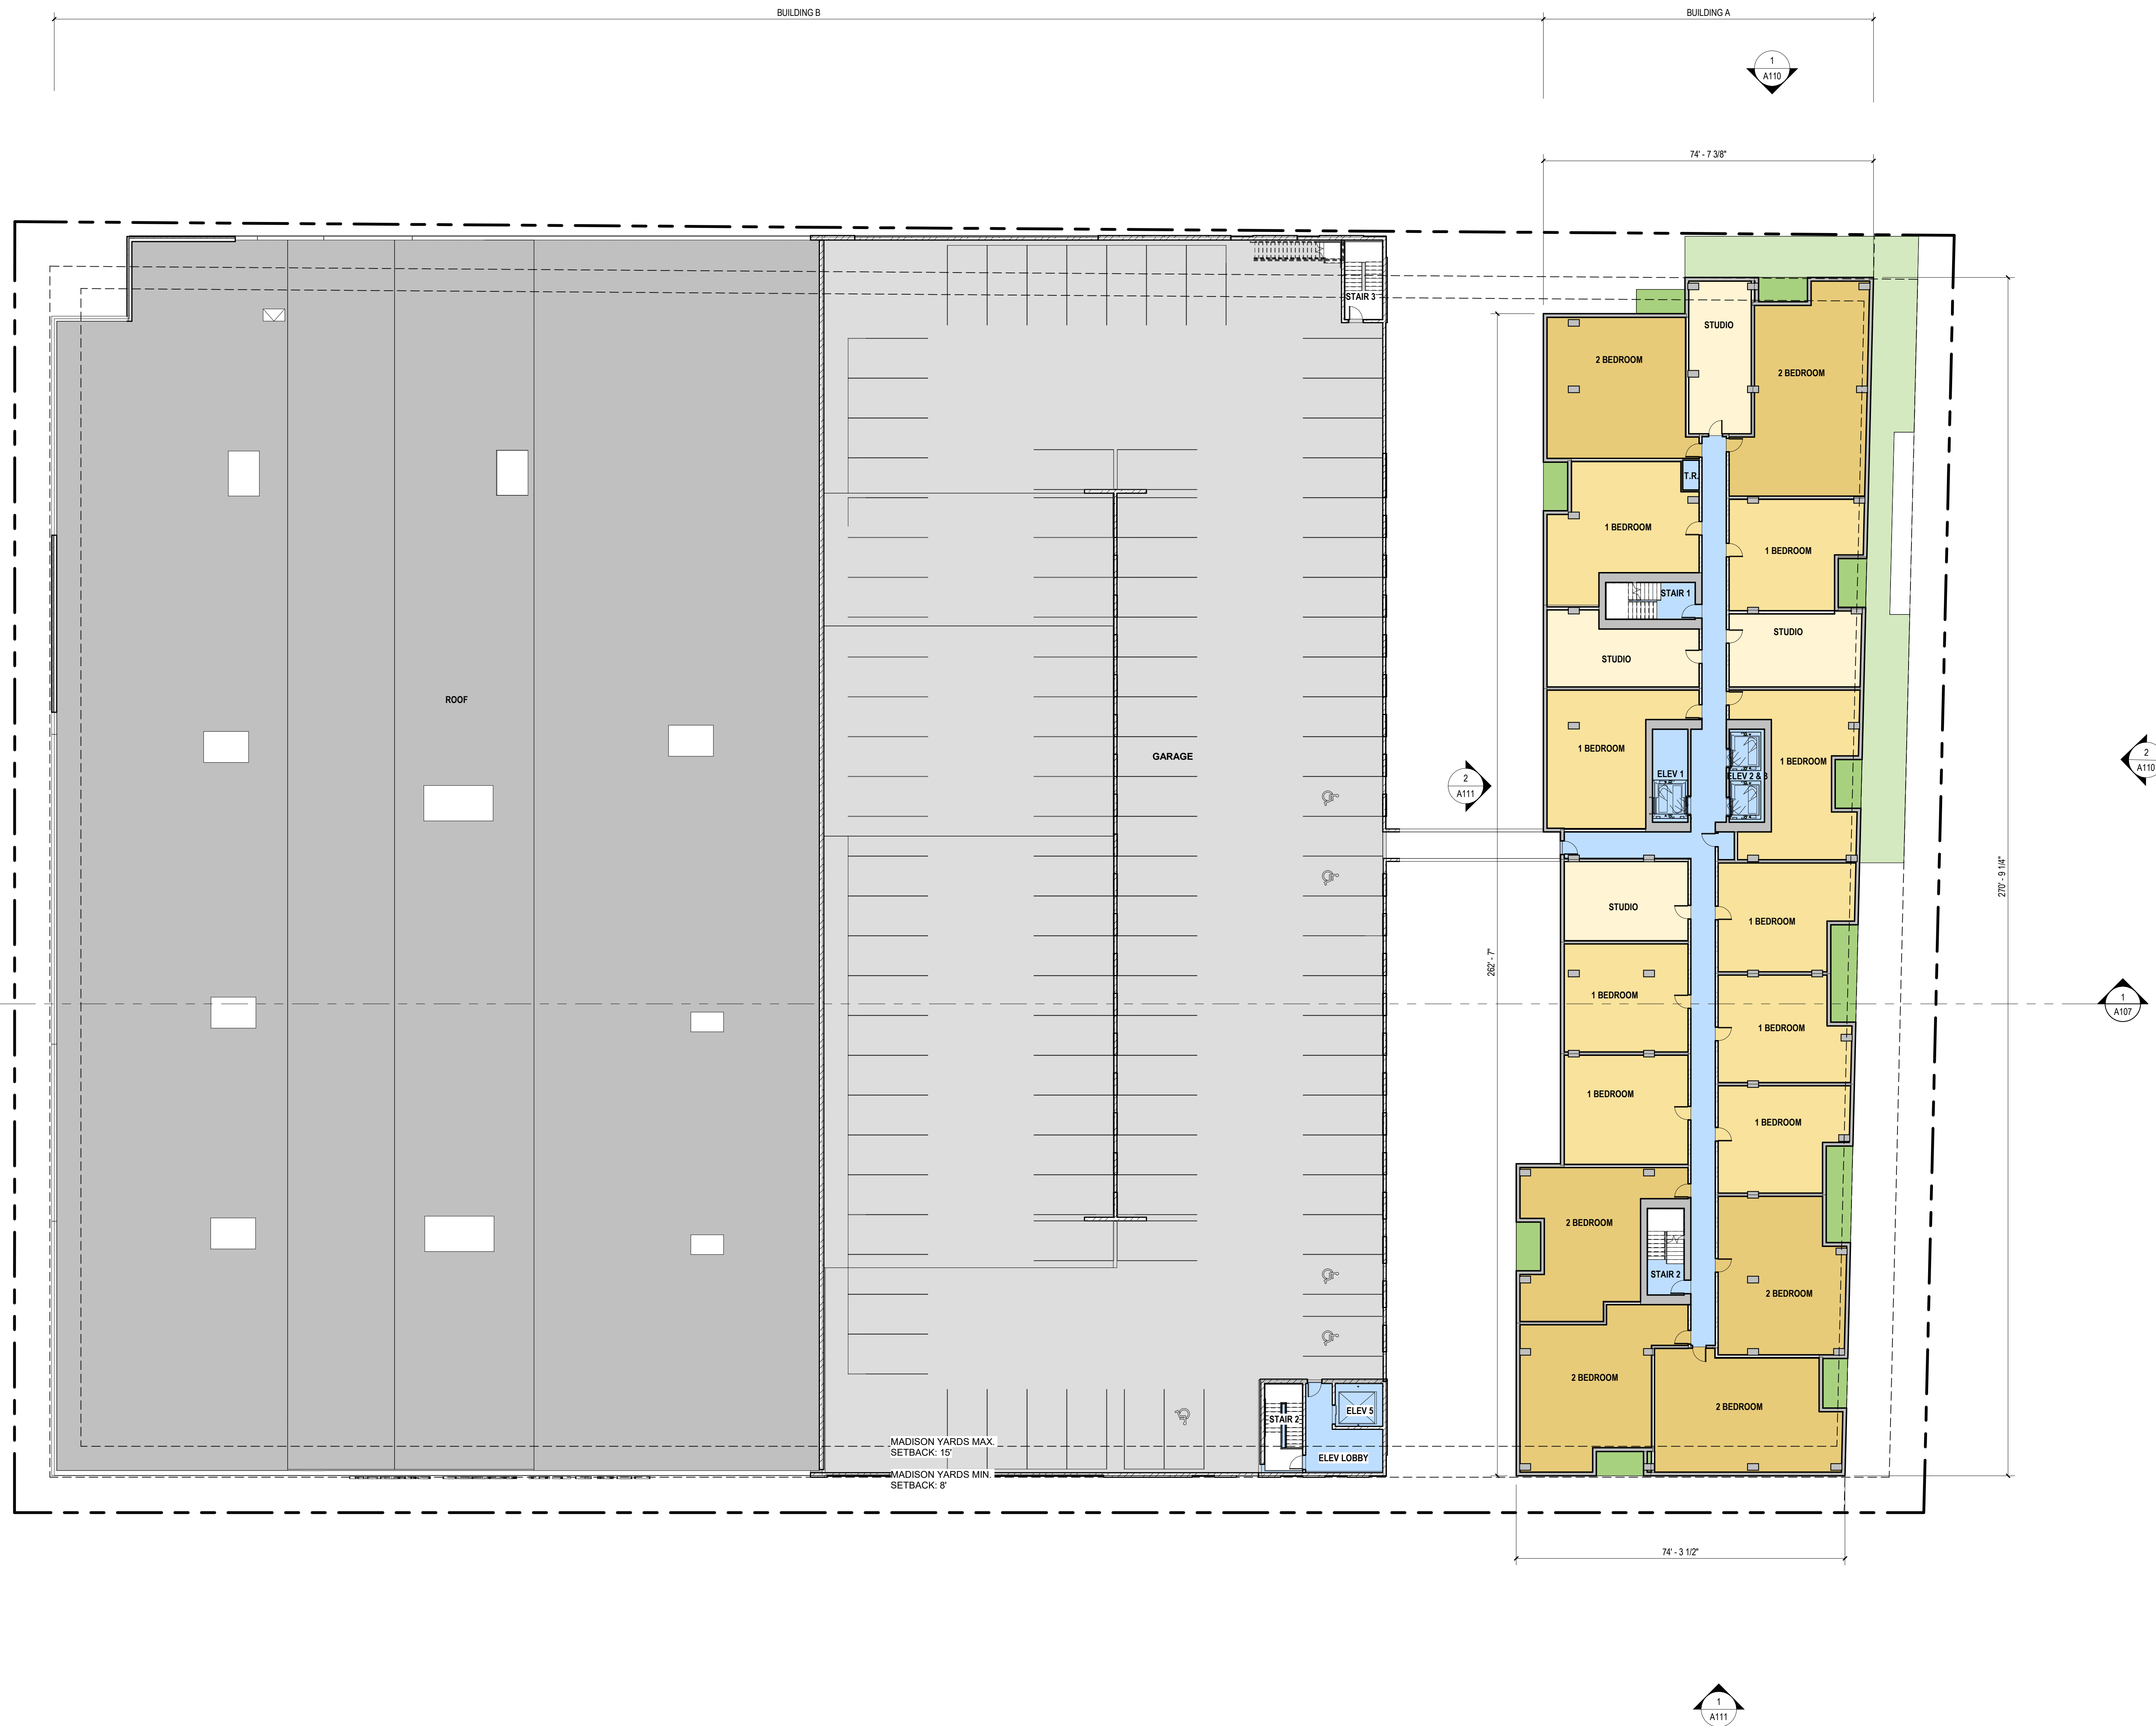 BUILDING B
BUILDING A
1
A110
74' - 7 3/8"
STAIR 3
STUDIO
2 BEDROOM
2 BEDROOM
T.R.
1 BEDROOM
1 BEDROOM
STAIR 1
STUDIO
STUDIO
ROOF
GARAGE
1 BEDROOM
1 BEDROOM
ELEV 1
ELEV 2 & 3
2
A111
2
A110
270' - 9 1/4"
STUDIO
1 BEDROOM
262' - 7"
1 BEDROOM
1
A107
1 BEDROOM
1 BEDROOM
1 BEDROOM
2 BEDROOM
STAIR 2
2 BEDROOM
2 BEDROOM
2 BEDROOM
STAIR 2
ELEV 5
ELEV LOBBY
MADISON YARDS MAX.
SETBACK: 15'
MADISON YARDS MIN.
SETBACK: 8'
74' - 3 1/2"
1
A111